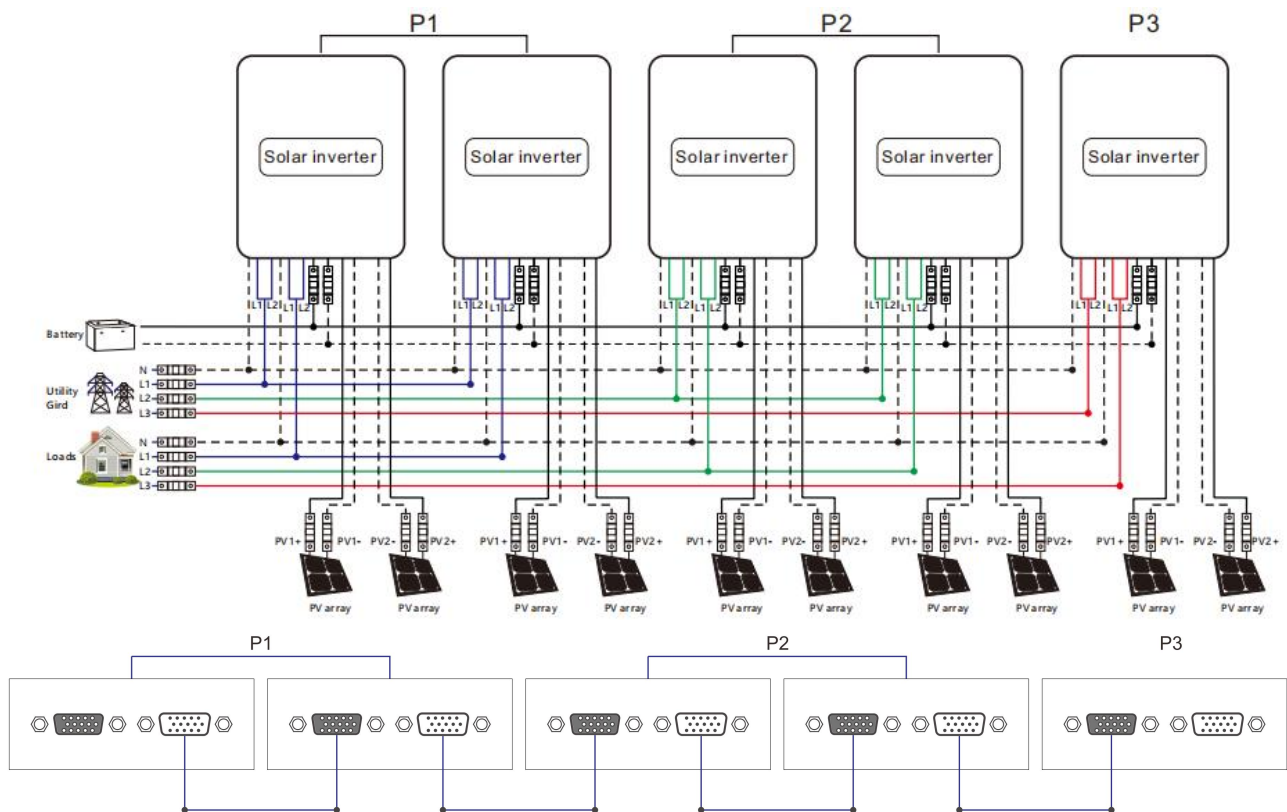 P1 P2 P3
Solar inverter Solar inverter Solar inverter Solar inverter Solar inverter
L1 L2 L1 L2 L1 L2 L1 L2 L1 L2 L1 L2 L1 L2 L1 L2 L1 L2 L1 L2
Battery
N
L1
Utility
Gird
L2
L3
N
Loads
L1
L2
L3
PV1+ PV1- PV2- PV2+ PV1+ PV1- PV2- PV2+ PV1+ PV1- PV2- PV2+ PV1+ PV1- PV2- PV2+ PV1+ PV1- PV2- PV2+
PV array PV array PV array PV array PV array PV array PV array PV array PV array PV array
P1 P2 P3